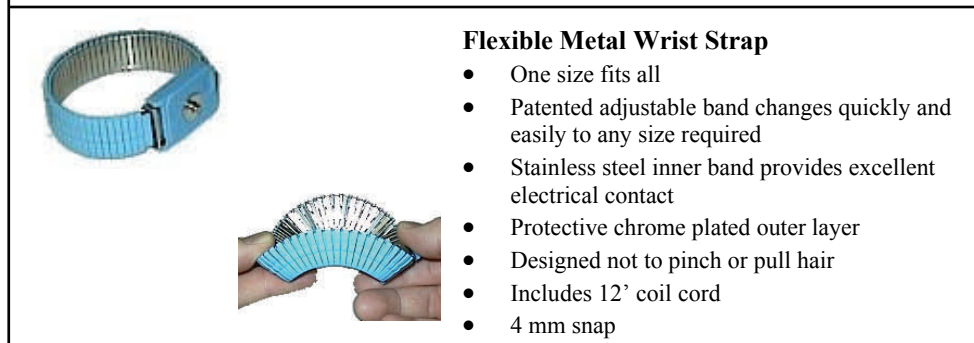 Flexible Metal Wrist Strap
• One size fits all
• Patented adjustable band changes quickly and
easily to any size required
• Stainless steel inner band provides excellent
electrical contact
• Protective chrome plated outer layer
• Designed not to pinch or pull hair
• Includes 12’ coil cord
• 4 mm snap